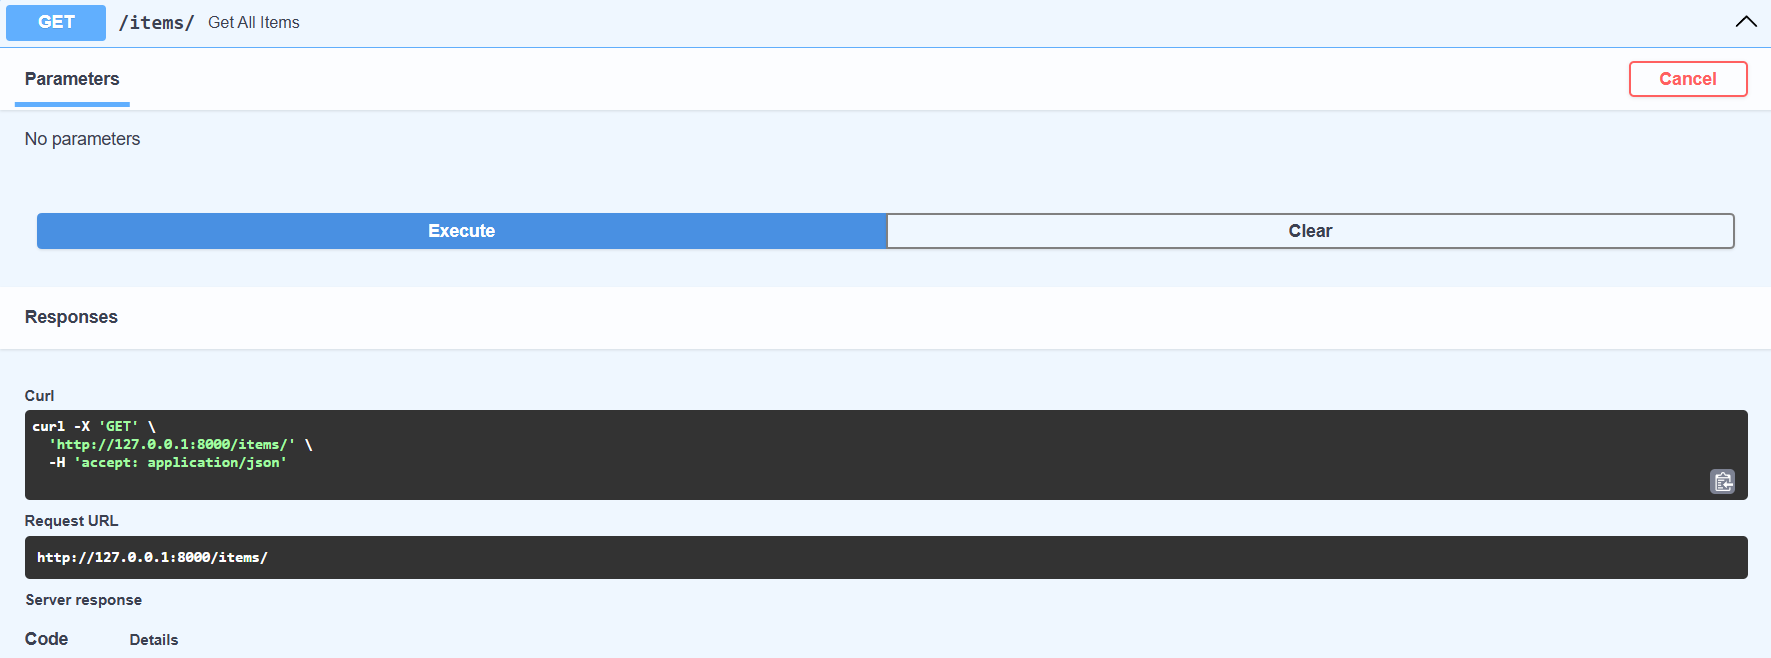 GET /items/ Get All Items
Parameters Cancel
No parameters
Execute Clear
Responses
Curl
curl -X 'GET' \
  'http://127.0.0.1:8000/items/' \
  -H 'accept: application/json'
Request URL
http://127.0.0.1:8000/items/
Server response
Code Details